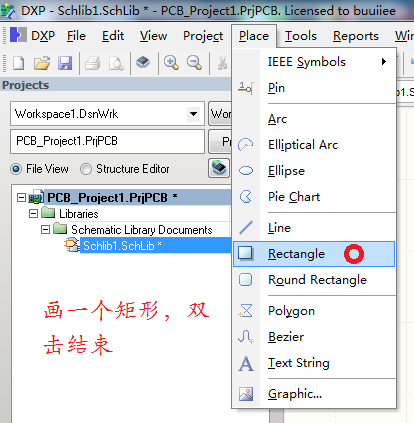 DXP - Schlib1.SchLib * - PCB_Project1.PrjPCB. Licensed to buuiiee
DXP File Edit View Project Place Tools Reports Win
Projects
Workspace1.DsnWrk
PCB_Project1.PrjPCB
File View Structure Editor
PCB_Project1.PrjPCB *
Libraries
Schematic Library Documents
Schlib1.SchLib *
画一个矩形，双
击结束
IEEE Symbols
Pin
Arc
Elliptical Arc
Ellipse
Pie Chart
Line
Rectangle
Round Rectangle
Polygon
Bezier
Text String
Graphic...